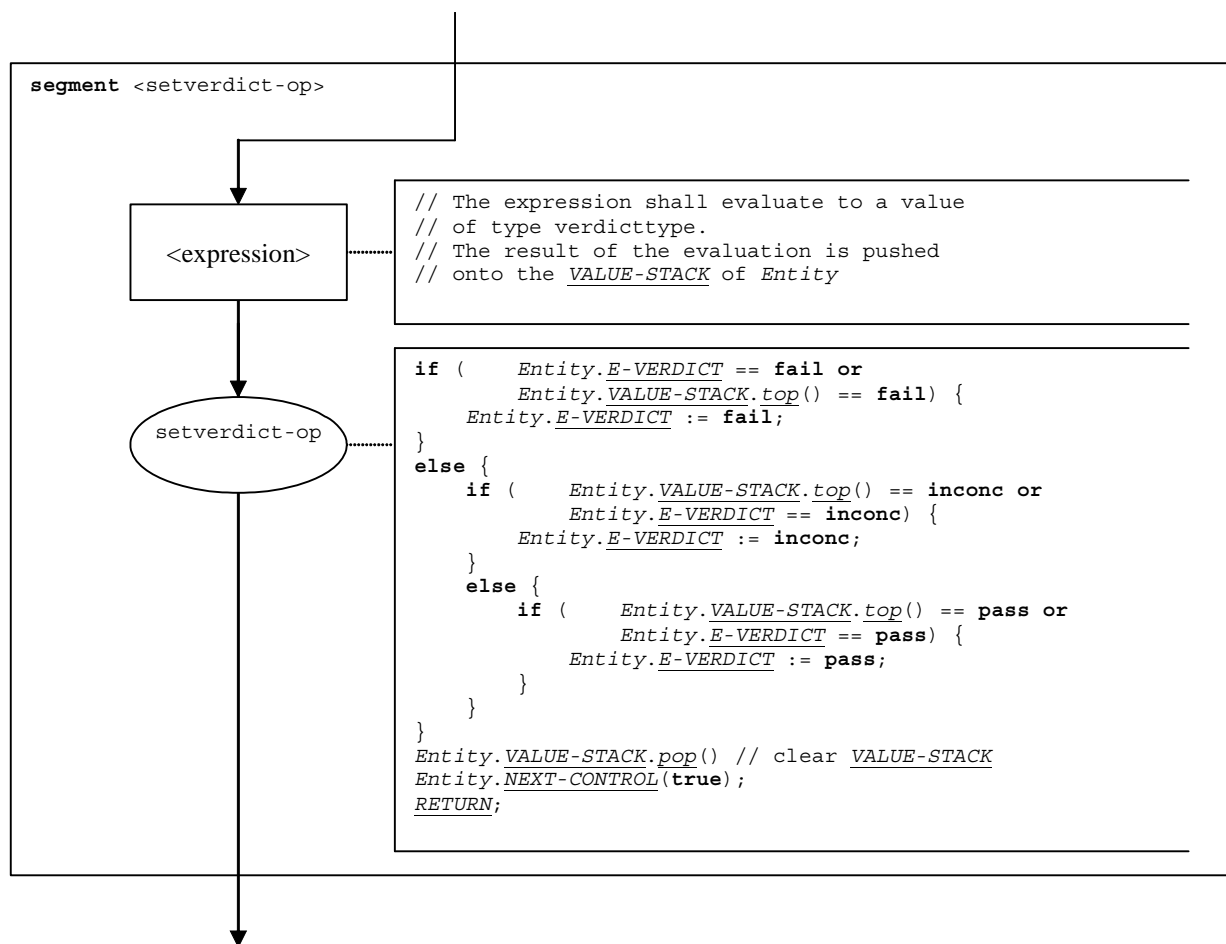 segment <setverdict-op>
<expression>
// The expression shall evaluate to a value
// of type verdicttype.
// The result of the evaluation is pushed
// onto the VALUE-STACK of Entity
setverdict-op
if (    Entity.E-VERDICT == fail or
        Entity.VALUE-STACK.top() == fail) {
    Entity.E-VERDICT := fail;
}
else {
    if (    Entity.VALUE-STACK.top() == inconc or
            Entity.E-VERDICT == inconc) {
        Entity.E-VERDICT := inconc;
    }
    else {
        if (    Entity.VALUE-STACK.top() == pass or
                Entity.E-VERDICT == pass) {
            Entity.E-VERDICT := pass;
        }
    }
}
Entity.VALUE-STACK.pop() // clear VALUE-STACK
Entity.NEXT-CONTROL(true);
RETURN;